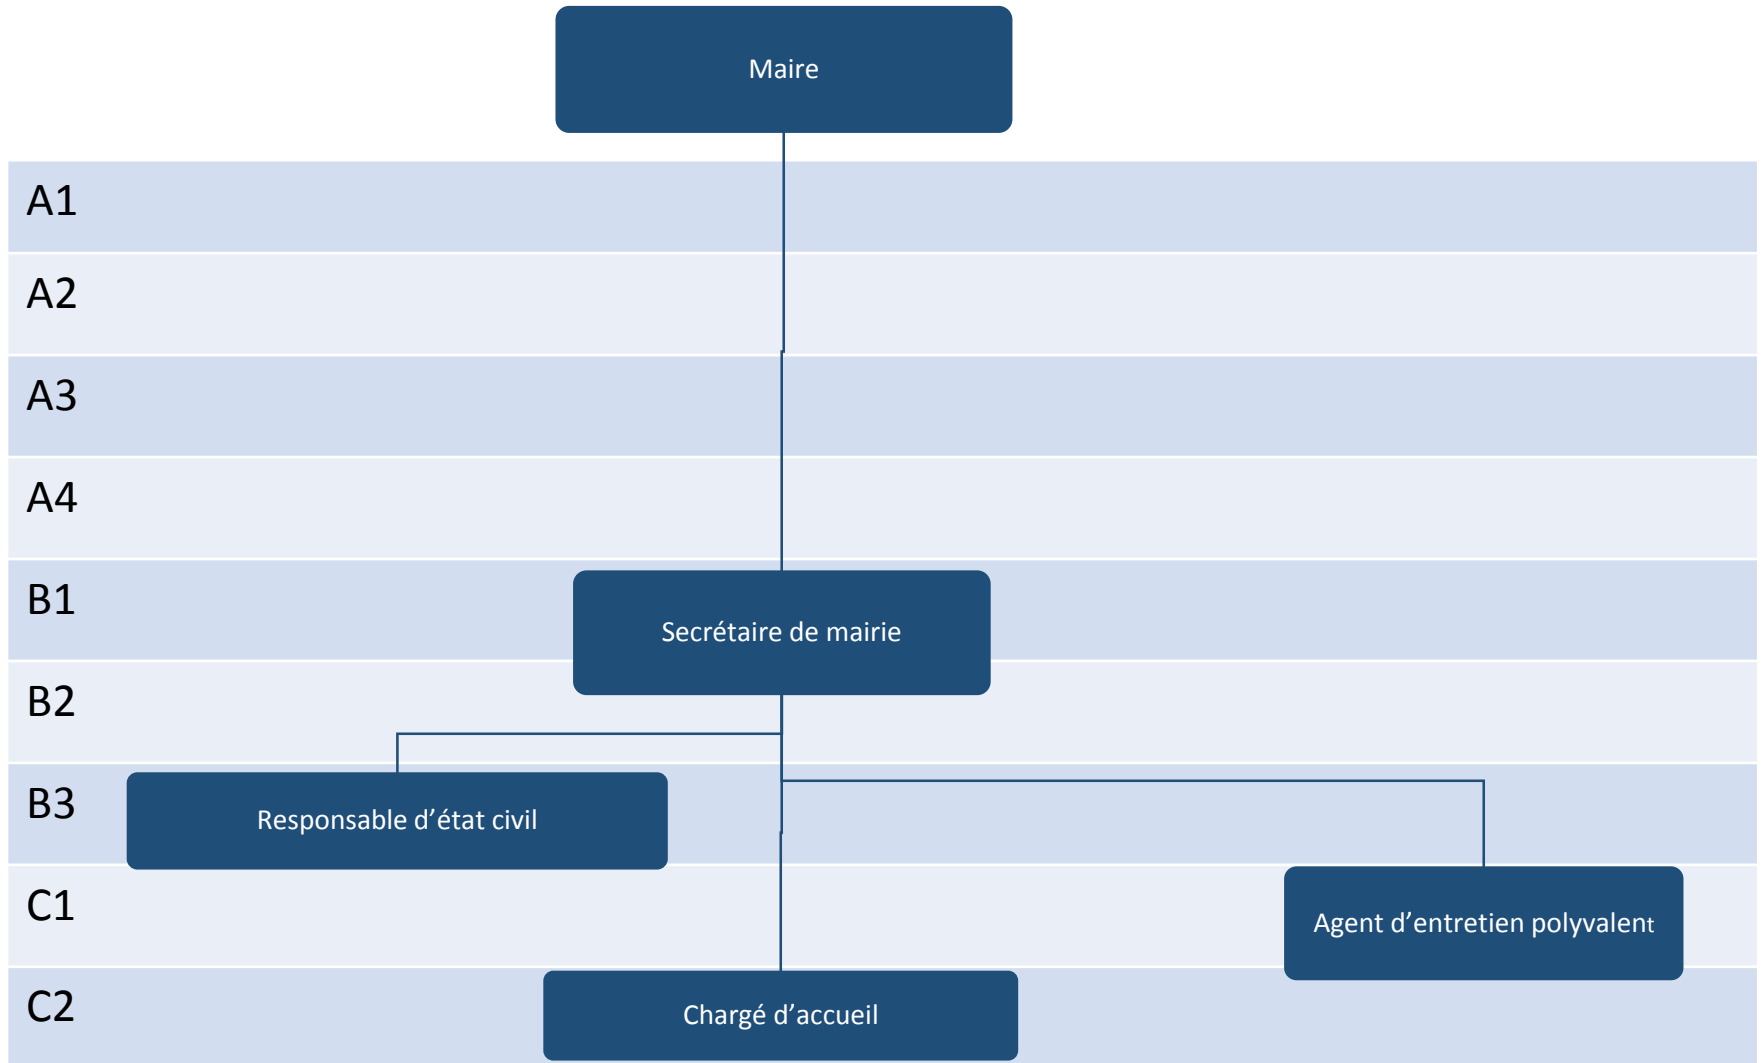 Maire
A1
A2
A3
A4
B1
Secrétaire de mairie
B2
B3
Responsable d’état civil
C1
Agent d’entretien polyvalent
C2
Chargé d’accueil